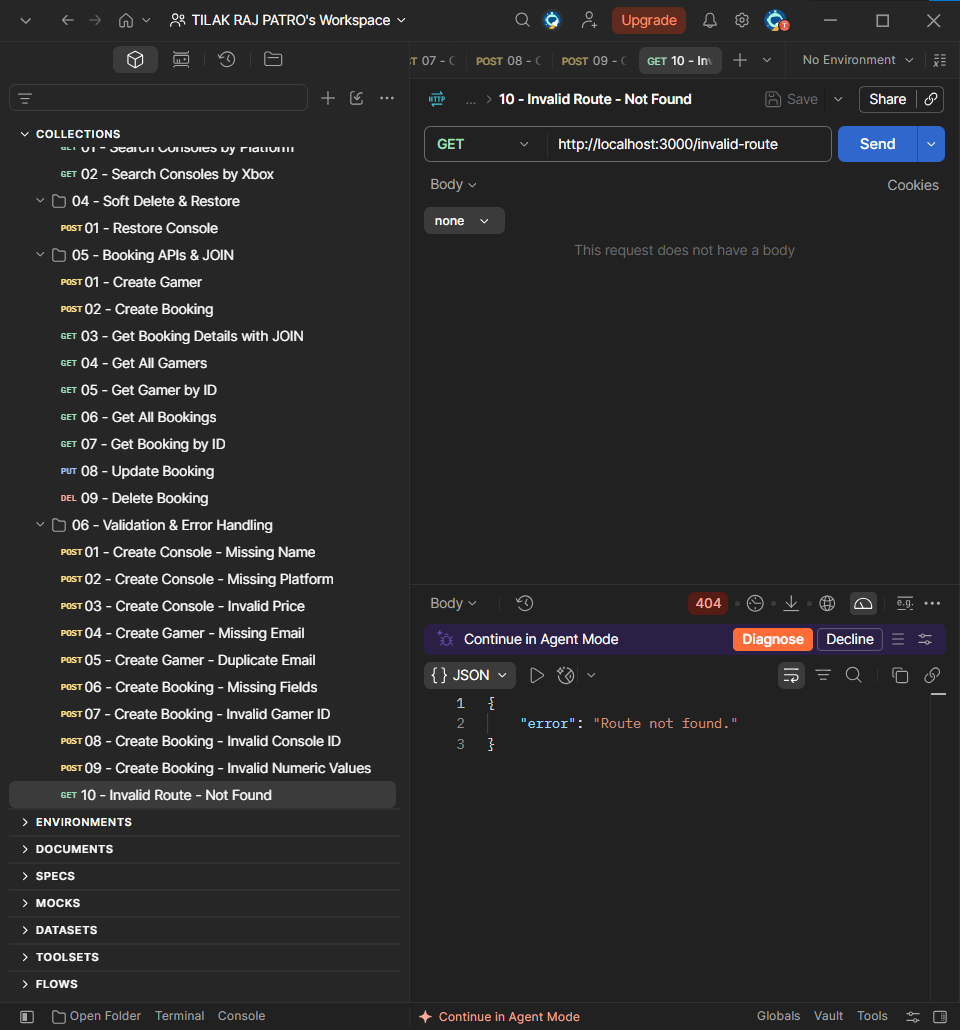 TILAK RAJ PATRO's Workspace
Upgrade
07 - C
POST 08 - C
POST 09 - C
GET 10 - Inv
No Environment
HTTP
... > 10 - Invalid Route - Not Found
Save
Share
COLLECTIONS
GET 01 - Search Consoles by Platform
GET 02 - Search Consoles by Xbox
04 - Soft Delete & Restore
POST 01 - Restore Console
05 - Booking APIs & JOIN
POST 01 - Create Gamer
POST 02 - Create Booking
GET 03 - Get Booking Details with JOIN
GET 04 - Get All Gamers
GET 05 - Get Gamer by ID
GET 06 - Get All Bookings
GET 07 - Get Booking by ID
PUT 08 - Update Booking
DEL 09 - Delete Booking
06 - Validation & Error Handling
POST 01 - Create Console - Missing Name
POST 02 - Create Console - Missing Platform
POST 03 - Create Console - Invalid Price
POST 04 - Create Gamer - Missing Email
POST 05 - Create Gamer - Duplicate Email
POST 06 - Create Booking - Missing Fields
POST 07 - Create Booking - Invalid Gamer ID
POST 08 - Create Booking - Invalid Console ID
POST 09 - Create Booking - Invalid Numeric Values
GET 10 - Invalid Route - Not Found
ENVIRONMENTS
DOCUMENTS
SPECS
MOCKS
DATASETS
TOOLSETS
FLOWS
GET
http://localhost:3000/invalid-route
Send
Body
Cookies
none
This request does not have a body
Body
404
e.g.
Continue in Agent Mode
Diagnose
Decline
{} JSON
1 {
2 "error": "Route not found."
3 }
Open Folder
Terminal
Console
Continue in Agent Mode
Globals
Vault
Tools